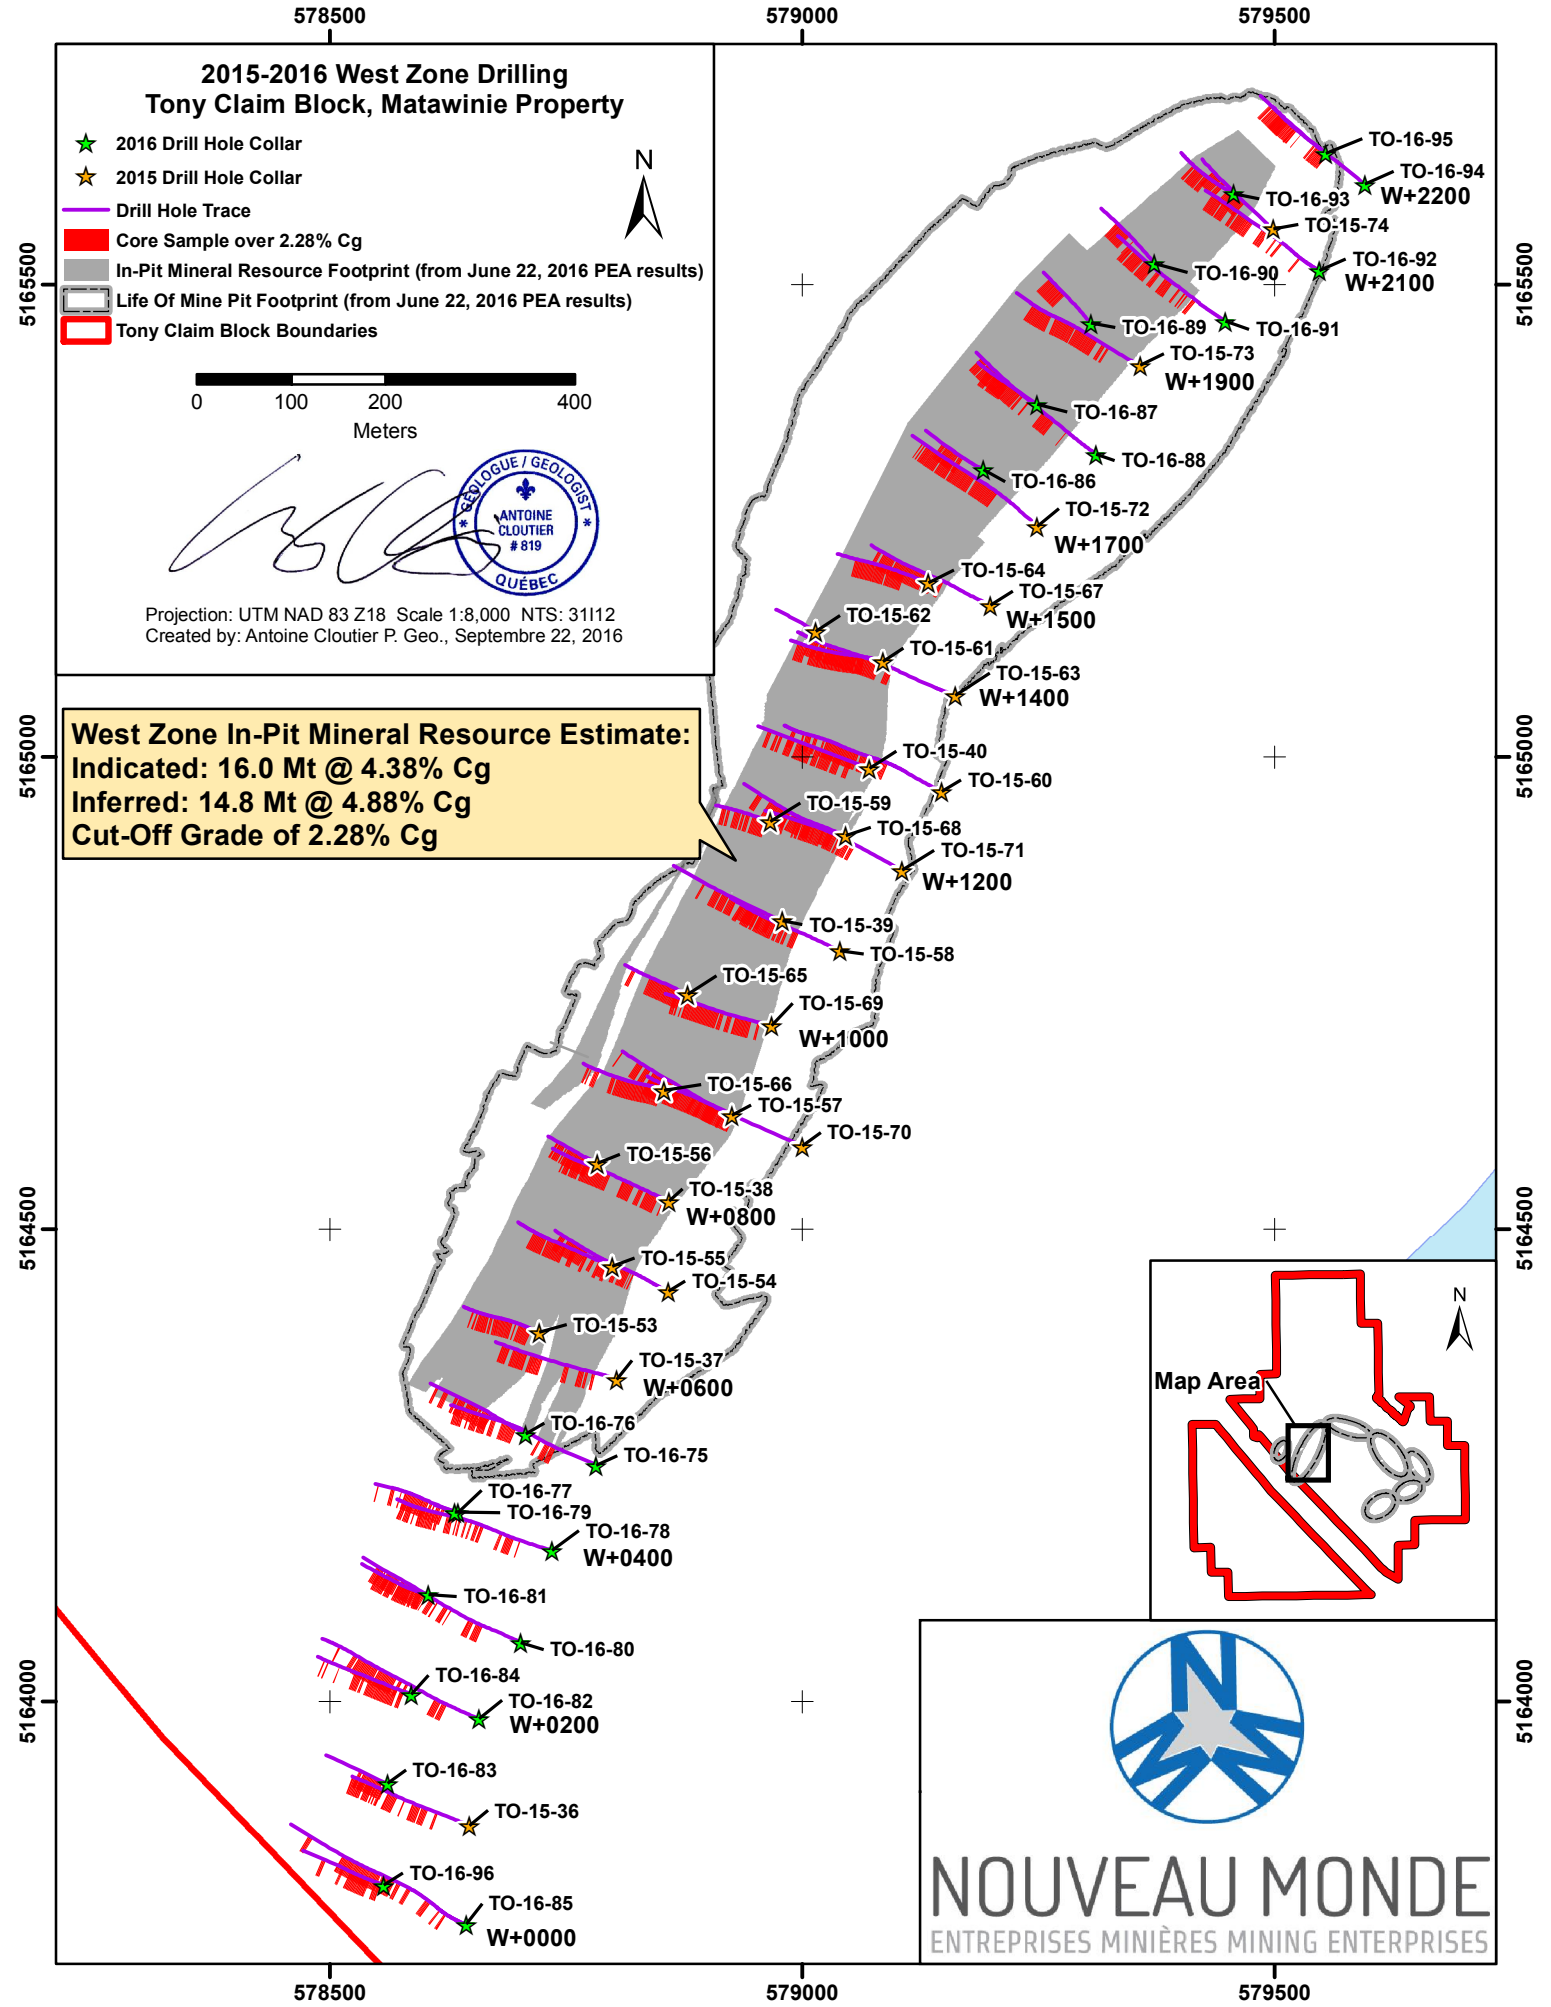 578500
579000
579500
2015-2016 West Zone Drilling
Tony Claim Block, Matawinie Property
2016 Drill Hole Collar
2015 Drill Hole Collar
Drill Hole Trace
Core Sample over 2.28% Cg
In-Pit Mineral Resource Footprint (from June 22, 2016 PEA results)
Life Of Mine Pit Footprint (from June 22, 2016 PEA results)
Tony Claim Block Boundaries
N
0 100 200 400
Meters
GÉOLOGUE / GEOLOGIST
* ANTOINE *
CLOUTIER
# 819
QUÉBEC
Projection: UTM NAD 83 Z18 Scale 1:8,000 NTS: 31I12
Created by: Antoine Cloutier P. Geo., Septembre 22, 2016
West Zone In-Pit Mineral Resource Estimate:
Indicated: 16.0 Mt @ 4.38% Cg
Inferred: 14.8 Mt @ 4.88% Cg
Cut-Off Grade of 2.28% Cg
5165500
5165000
5164500
5164000
5165500
5165000
5164500
5164000
TO-16-95
TO-16-94
W+2200
TO-16-93
TO-15-74
TO-16-92
W+2100
TO-16-90
TO-16-91
TO-16-89
TO-15-73
W+1900
TO-16-87
TO-16-88
TO-16-86
TO-15-72
W+1700
TO-15-64
TO-15-67
W+1500
TO-15-62
TO-15-61
TO-15-63
W+1400
TO-15-40
TO-15-60
TO-15-59
TO-15-68
TO-15-71
W+1200
TO-15-39
TO-15-58
TO-15-65
TO-15-69
W+1000
TO-15-66
TO-15-57
TO-15-70
TO-15-56
TO-15-38
W+0800
TO-15-55
TO-15-54
TO-15-53
TO-15-37
W+0600
TO-16-76
TO-16-75
TO-16-77
TO-16-79
TO-16-78
W+0400
TO-16-81
TO-16-80
TO-16-84
TO-16-82
W+0200
TO-16-83
TO-15-36
TO-16-96
TO-16-85
W+0000
N
Map Area
NOUVEAU MONDE
ENTREPRISES MINIÈRES MINING ENTERPRISES
578500
579000
579500